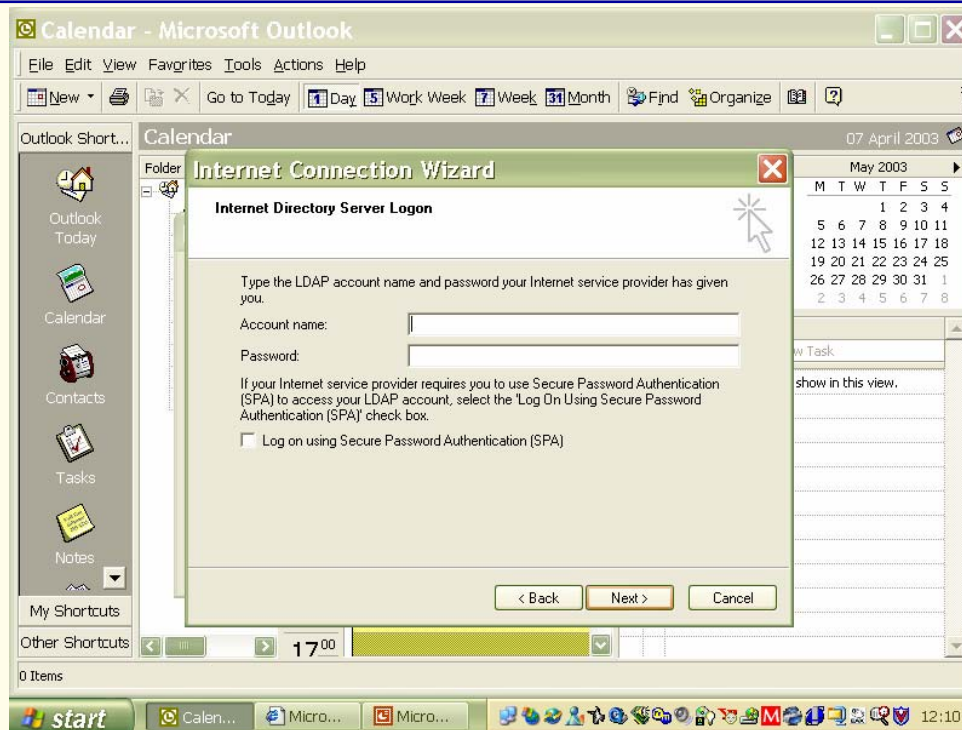 Calendar - Microsoft Outlook
File Edit View Favorites Tools Actions Help
New Go to Today 1 Day 5 Work Week 7 Week 31 Month Find Organize
Outlook Short... Calendar 07 April 2003
Folder
Internet Connection Wizard
Internet Directory Server Logon
Type the LDAP account name and password your Internet service provider has given
you.
Account name:
Password:
If your Internet service provider requires you to use Secure Password Authentication
(SPA) to access your LDAP account, select the 'Log On Using Secure Password
Authentication (SPA)' check box.
Log on using Secure Password Authentication (SPA)
< Back Next > Cancel
May 2003
M T W T F S S
1 2 3 4
5 6 7 8 9 10 11
12 13 14 15 16 17 18
19 20 21 22 23 24 25
26 27 28 29 30 31 1
2 3 4 5 6 7 8
w Task
show in this view.
Outlook
Today
Calendar
Contacts
Tasks
Notes
My Shortcuts
Other Shortcuts
17 00
0 Items
start Calen... Micro... Micro... M 12:10